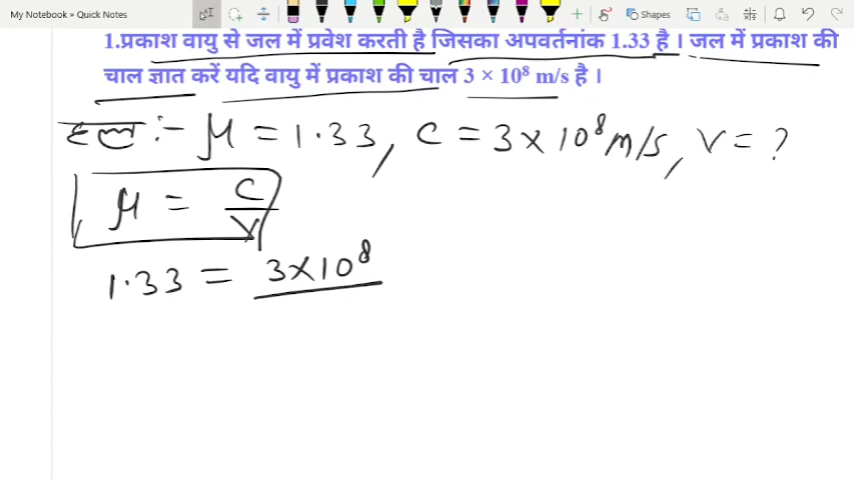 My Notebook » Quick Notes
Shapes
1.प्रकाश वायु से जल में प्रवेश करती है जिसका अपवर्तनांक 1.33 है । जल में प्रकाश की
चाल ज्ञात करें यदि वायु में प्रकाश की चाल 3 × 10⁸ m/s है ।
हल :- μ = 1.33, C = 3×10⁸ m/s, V = ?
μ = C/V
1.33 = 3×10⁸